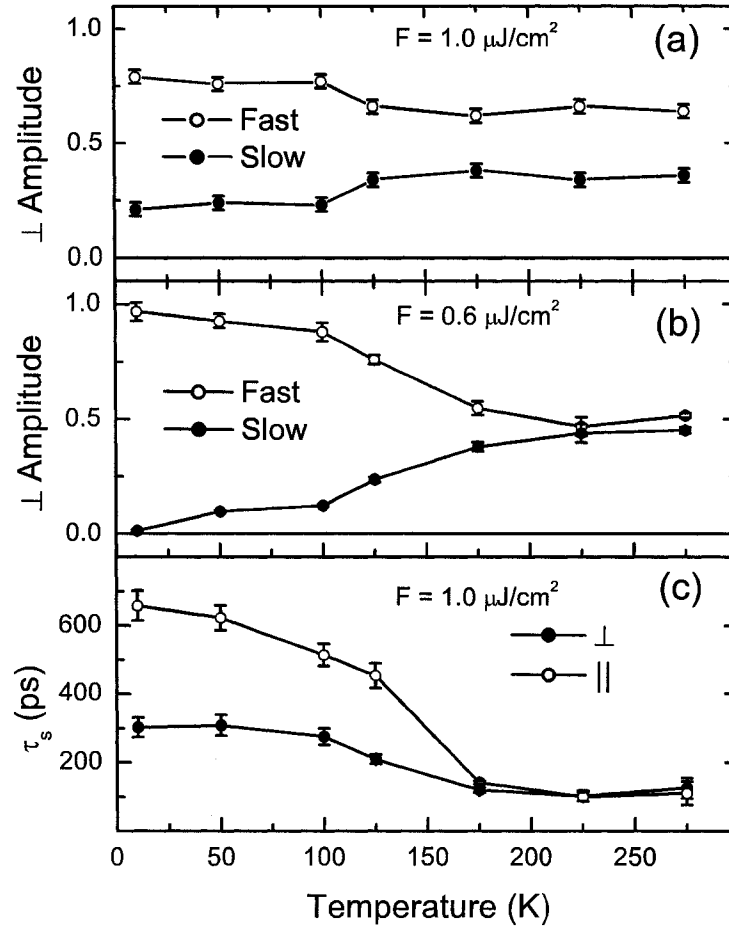 F = 1.0 μJ/cm²
(a)
1.0
0.5
0.0
⊥ Amplitude
Fast
Slow
F = 0.6 μJ/cm²
(b)
1.0
0.5
0.0
⊥ Amplitude
Fast
Slow
F = 1.0 μJ/cm²
(c)
600
400
200
τs (ps)
⊥
||
0 50 100 150 200 250
Temperature (K)